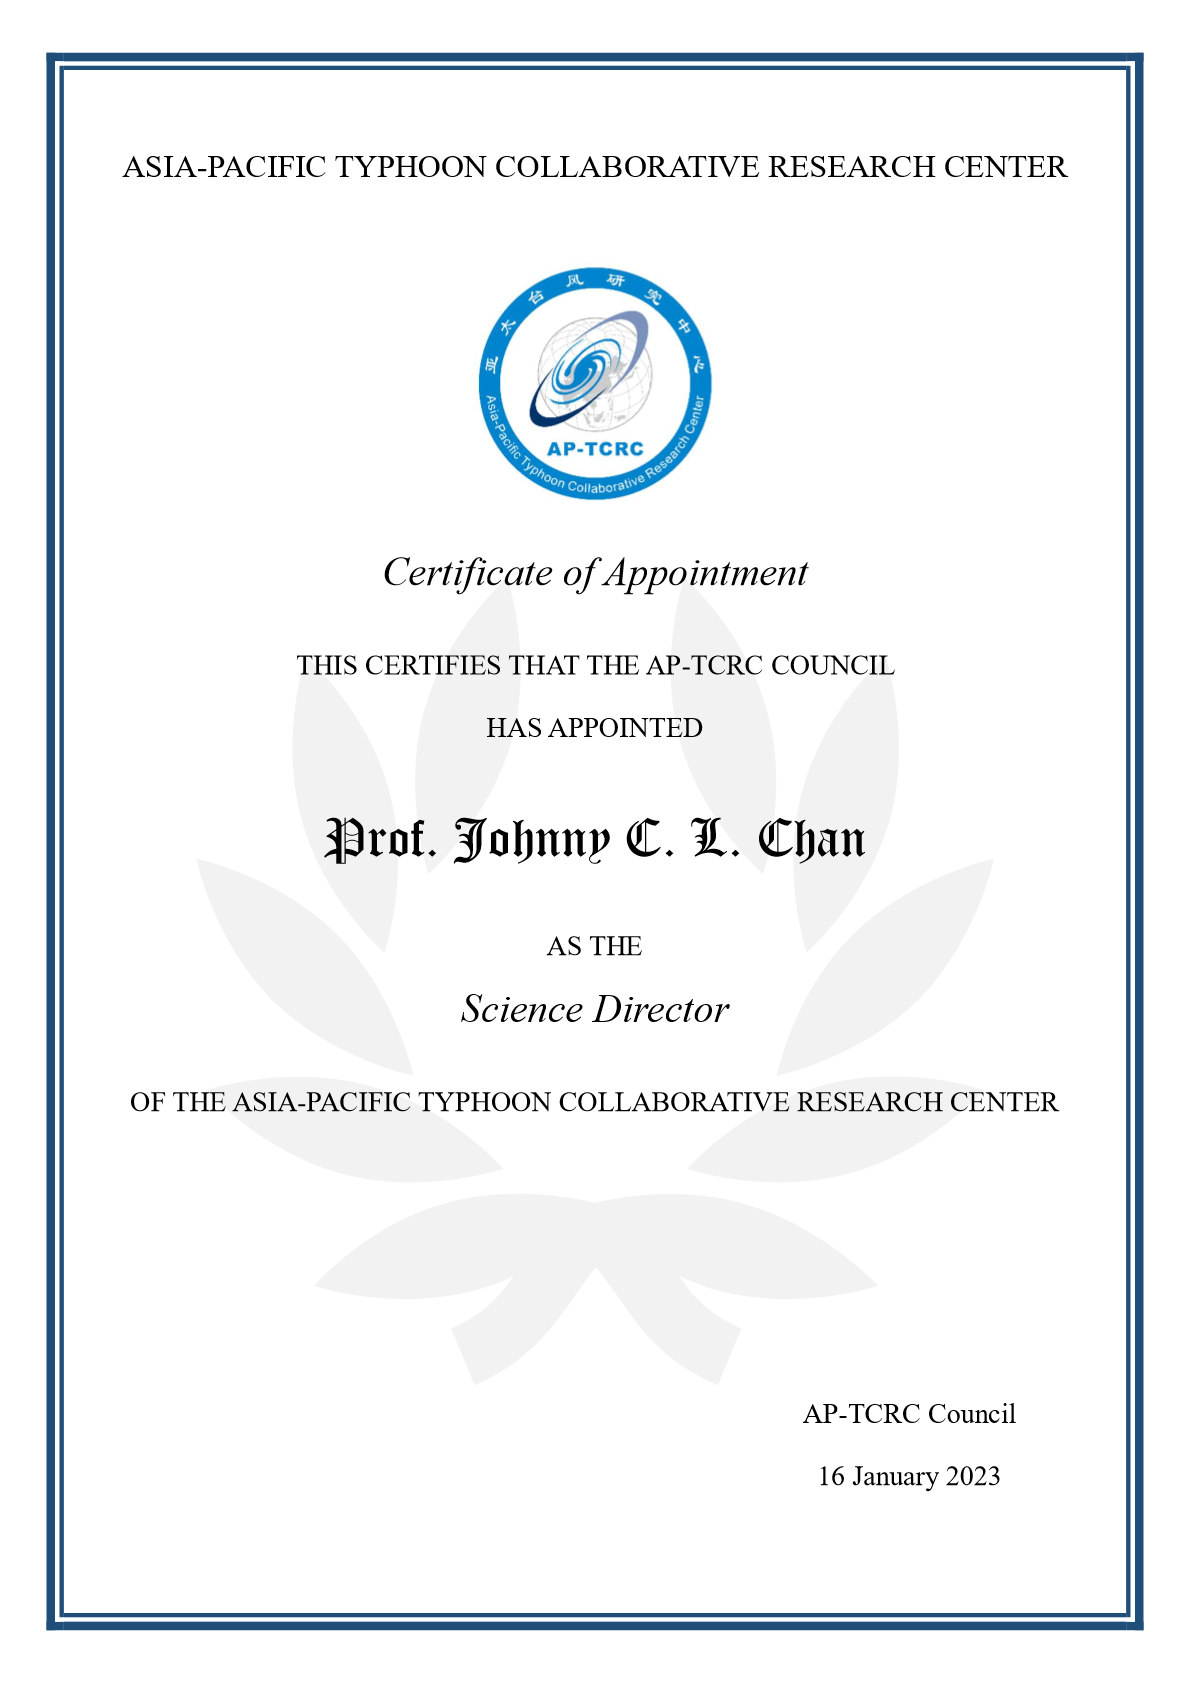 ASIA-PACIFIC TYPHOON COLLABORATIVE RESEARCH CENTER
亚太台风研究中心
AP-TCRC
Asia-Pacific Typhoon Collaborative Research Center
Certificate of Appointment
THIS CERTIFIES THAT THE AP-TCRC COUNCIL
HAS APPOINTED
Prof. Johnny C. L. Chan
AS THE
Science Director
OF THE ASIA-PACIFIC TYPHOON COLLABORATIVE RESEARCH CENTER
AP-TCRC Council
16 January 2023